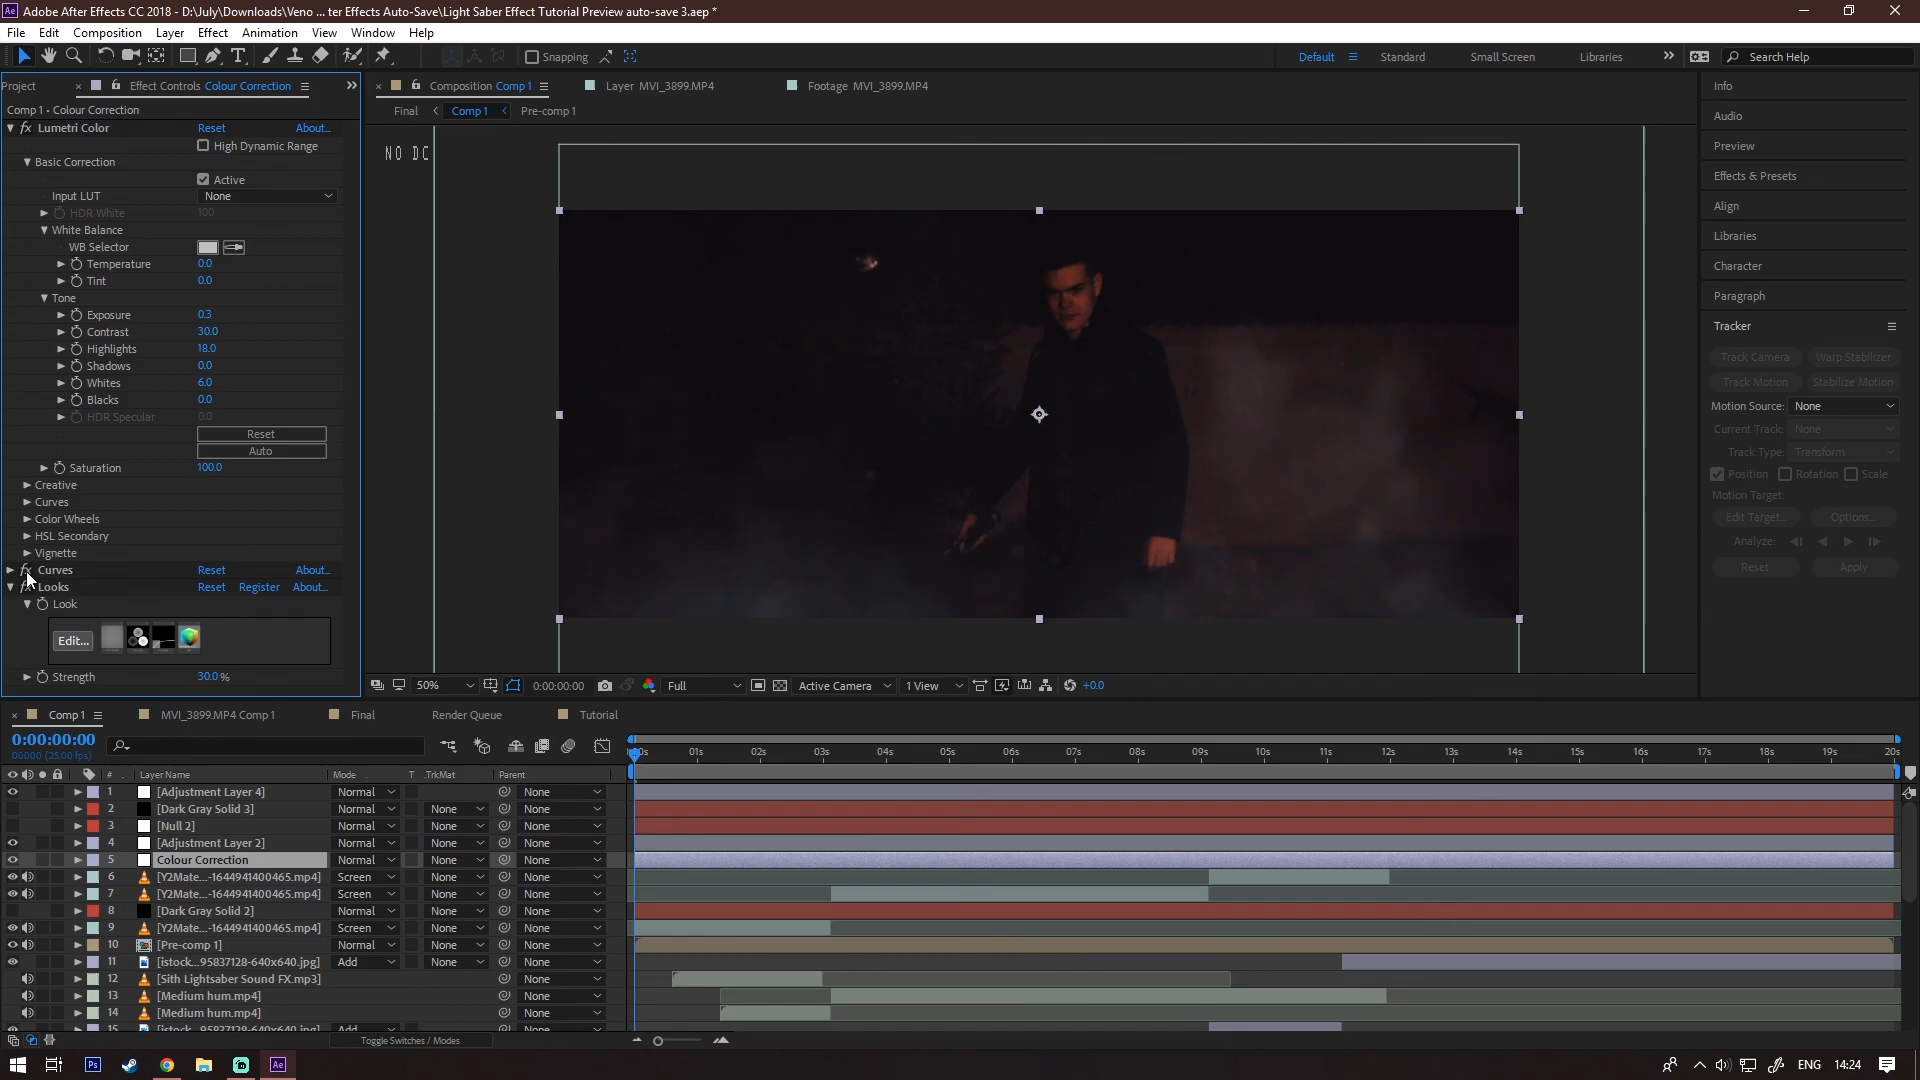 Adobe After Effects CC 2018 - D:\July\Downloads\Veno ... ter Effects Auto-Save\Light Saber Effect Tutorial Preview auto-save 3.aep *
File Edit Composition Layer Effect Animation View Window Help
Snapping Default Standard Small Screen Libraries Search Help
Project Effect Controls Colour Correction
Composition Comp 1 Layer MVI_3899.MP4 Footage MVI_3899.MP4
Comp 1 • Colour Correction
Final Comp 1 Pre-comp 1
fx Lumetri Color Reset About...
High Dynamic Range
Basic Correction
Active
Input LUT None
HDR White 100
White Balance
WB Selector
Temperature 0.0
Tint 0.0
Tone
Exposure 0.3
Contrast 30.0
Highlights 18.0
Shadows 0.0
Whites 6.0
Blacks 0.0
HDR Specular 0.0
Reset
Auto
Saturation 100.0
Creative
Curves
Color Wheels
HSL Secondary
Vignette
fx Curves Reset About...
Looks Reset Register About...
Look
Edit...
Strength 30.0 %
NO DC
50% 0:00:00:00 Full Active Camera 1 View +0.0
Info
Audio
Preview
Effects & Presets
Align
Libraries
Character
Paragraph
Tracker
Track Camera Warp Stabilizer
Track Motion Stabilize Motion
Motion Source: None
Current Track: None
Track Type: Transform
Position Rotation Scale
Motion Target:
Edit Target... Options...
Analyze:
Reset Apply
Comp 1 MVI_3899.MP4 Comp 1 Final Render Queue Tutorial
0:00:00:00
00000 (25.00 fps)
01s 02s 03s 04s 05s 06s 07s 08s 09s 10s 11s 12s 13s 14s 15s 16s 17s 18s 19s 20s
# Layer Name Mode T .TrkMat Parent
1 [Adjustment Layer 4] Normal None
2 [Dark Gray Solid 3] Normal None None
3 [Null 2] Normal None None
4 [Adjustment Layer 2] Normal None None
5 Colour Correction Normal None None
6 [Y2Mate...-1644941400465.mp4] Screen None None
7 [Y2Mate...-1644941400465.mp4] Screen None None
8 [Dark Gray Solid 2] Normal None None
9 [Y2Mate...-1644941400465.mp4] Screen None None
10 [Pre-comp 1] Normal None None
11 [istock...95837128-640x640.jpg] Add None None
12 [Sith Lightsaber Sound FX.mp3] None
13 [Medium hum.mp4] None
14 [Medium hum.mp4] None
15 [istock...95837128-640x640.jpg] Add None None
Toggle Switches / Modes
Ps Ae ENG 14:24